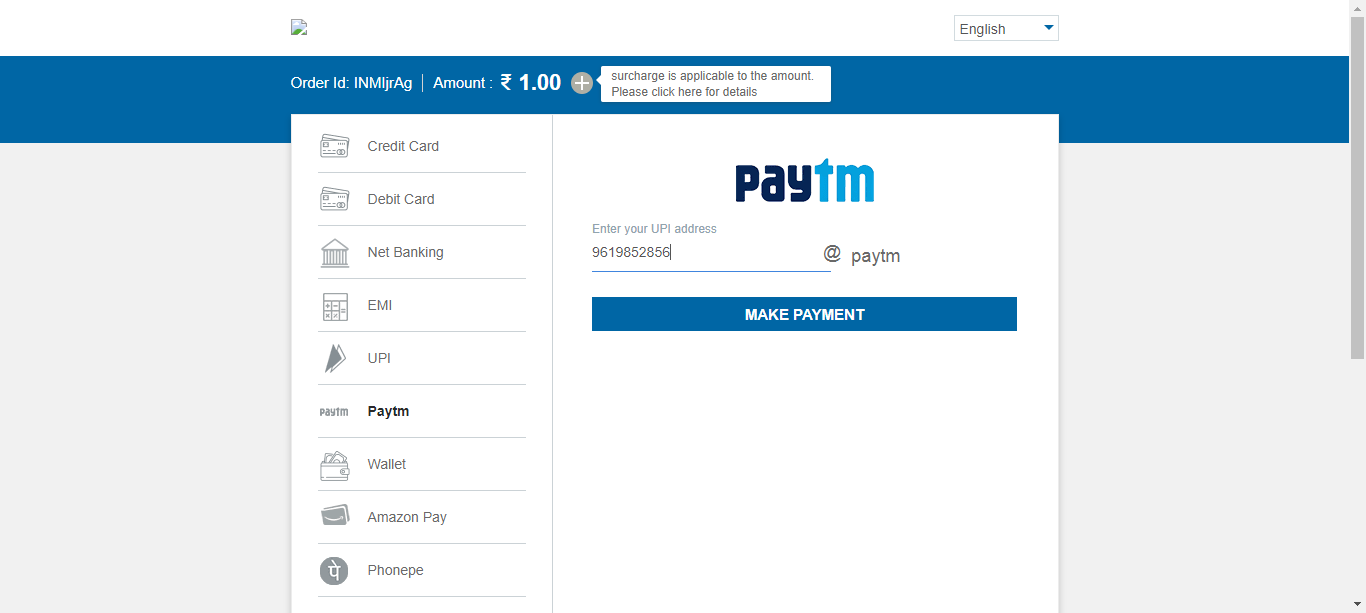 English
Order Id: INMljrAg Amount : ₹ 1.00
surcharge is applicable to the amount.
Please click here for details
Credit Card
Debit Card
Net Banking
EMI
UPI
paytm Paytm
Wallet
Amazon Pay
पे Phonepe
paytm
Enter your UPI address
9619852856 @ paytm
MAKE PAYMENT